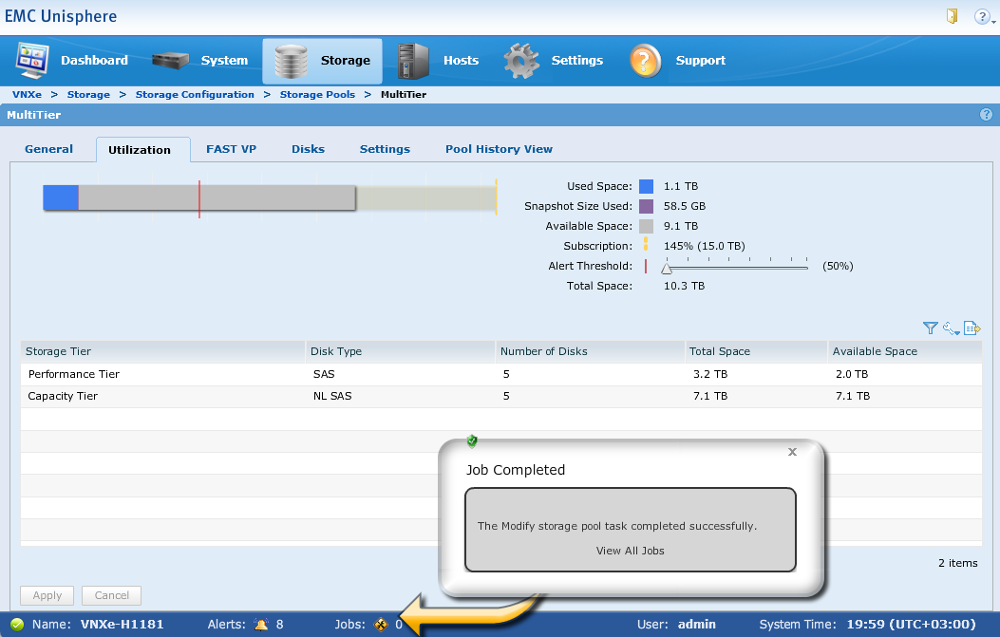 EMC Unisphere
Dashboard System Storage Hosts Settings Support
VNXe > Storage > Storage Configuration > Storage Pools > MultiTier
MultiTier
General Utilization FAST VP Disks Settings Pool History View
Used Space: 1.1 TB
Snapshot Size Used: 58.5 GB
Available Space: 9.1 TB
Subscription: 145% (15.0 TB)
Alert Threshold: (50%)
Total Space: 10.3 TB
Storage Tier Disk Type Number of Disks Total Space Available Space
Performance Tier SAS 5 3.2 TB 2.0 TB
Capacity Tier NL SAS 5 7.1 TB 7.1 TB
x
Job Completed
The Modify storage pool task completed successfully.
View All Jobs
2 items
Apply Cancel
Name: VNXe-H1181 Alerts: 8 Jobs: 0 User: admin System Time: 19:59 (UTC+03:00)